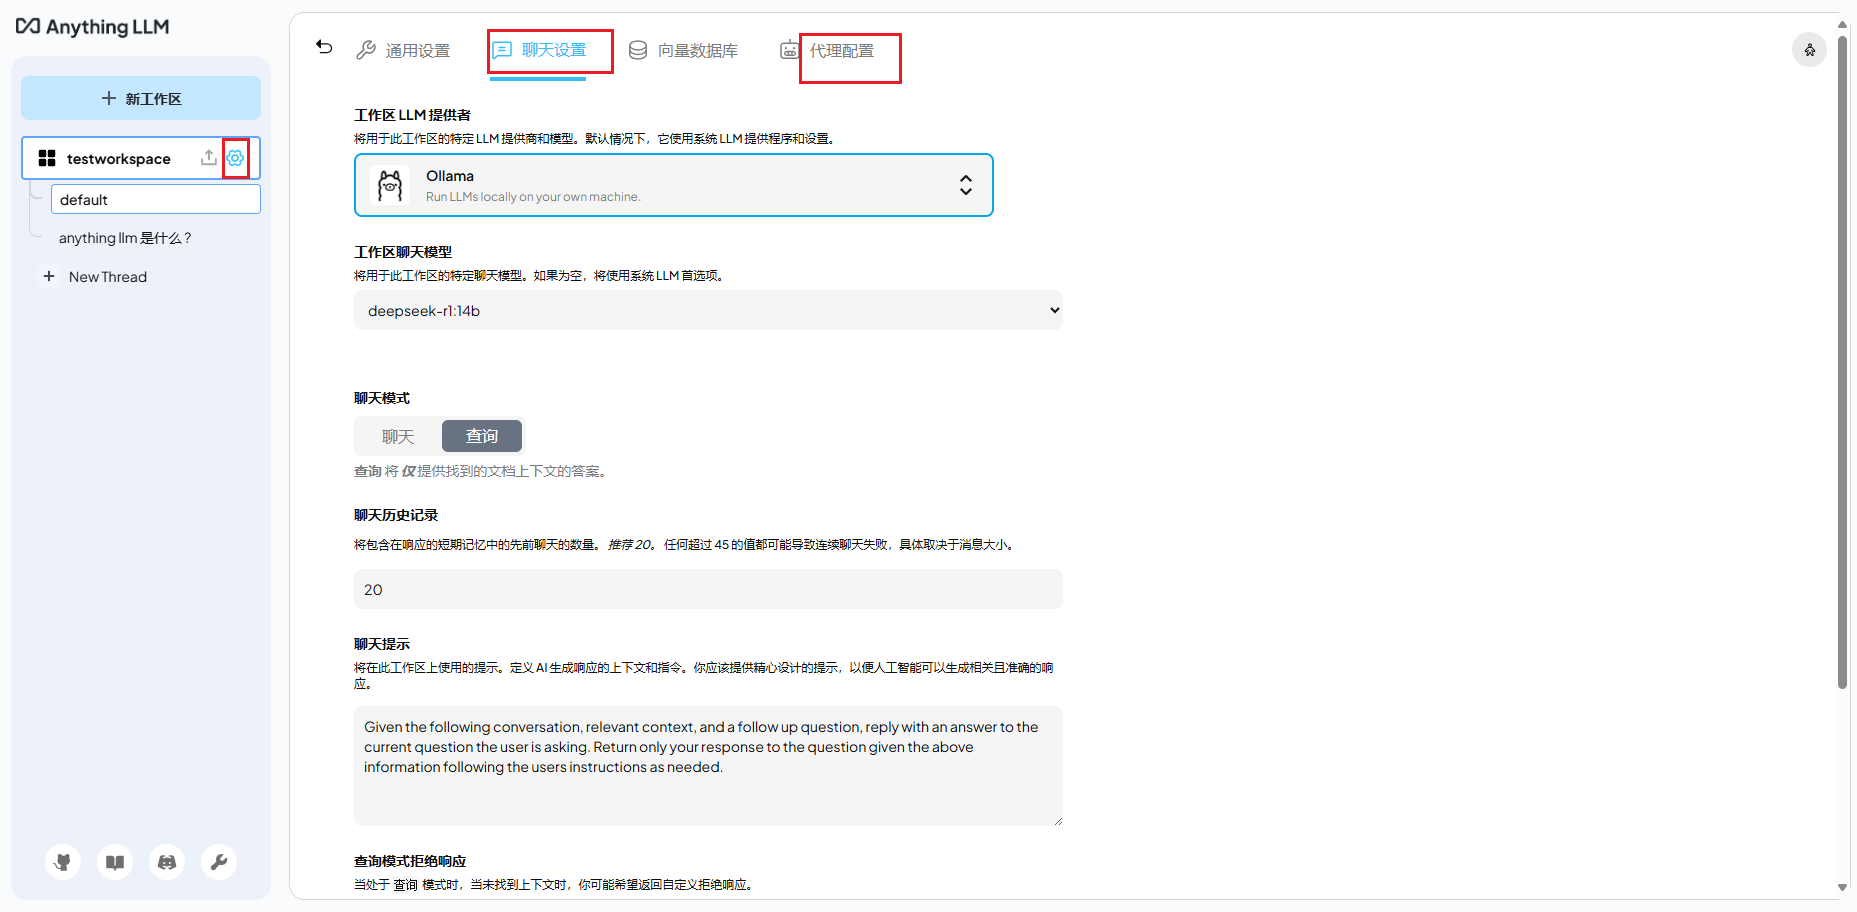 Anything LLM
新工作区
testworkspace
default
anything llm 是什么？
New Thread
通用设置
聊天设置
向量数据库
代理配置
工作区 LLM 提供者
将用于此工作区的特定 LLM 提供商和模型。默认情况下，它使用系统 LLM 提供程序和设置。
Ollama
Run LLMs locally on your own machine.
工作区聊天模型
将用于此工作区的特定聊天模型。如果为空，将使用系统 LLM 首选项。
deepseek-r1:14b
聊天模式
聊天
查询
查询 将 仅 提供找到的文档上下文的答案。
聊天历史记录
将包含在响应的短期记忆中的先前聊天的数量。 推荐 20。 任何超过 45 的值都可能导致连续聊天失败，具体取决于消息大小。
20
聊天提示
将在此工作区上使用的提示。定义 AI 生成响应的上下文和指令。你应该提供精心设计的提示，以便人工智能可以生成相关且准确的响
应。
Given the following conversation, relevant context, and a follow up question, reply with an answer to the
current question the user is asking. Return only your response to the question given the above
information following the users instructions as needed.
查询模式拒绝响应
当处于 查询 模式时，当未找到上下文时，你可能希望返回自定义拒绝响应。